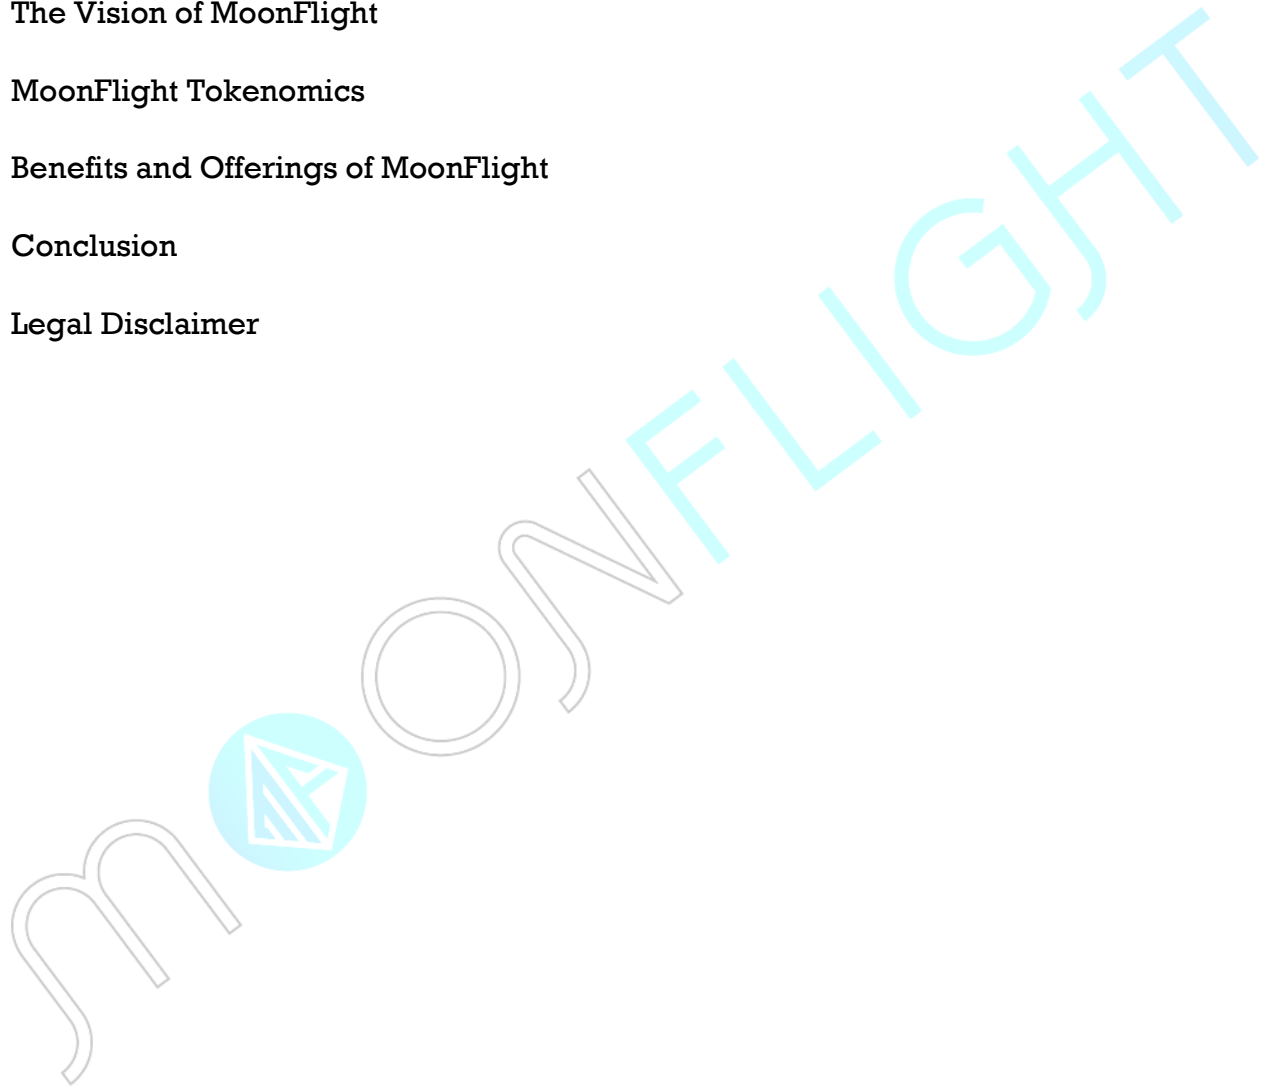 The Vision of MoonFlight
MoonFlight Tokenomics
Benefits and Offerings of MoonFlight
Conclusion
Legal Disclaimer
MOONFLIGHT